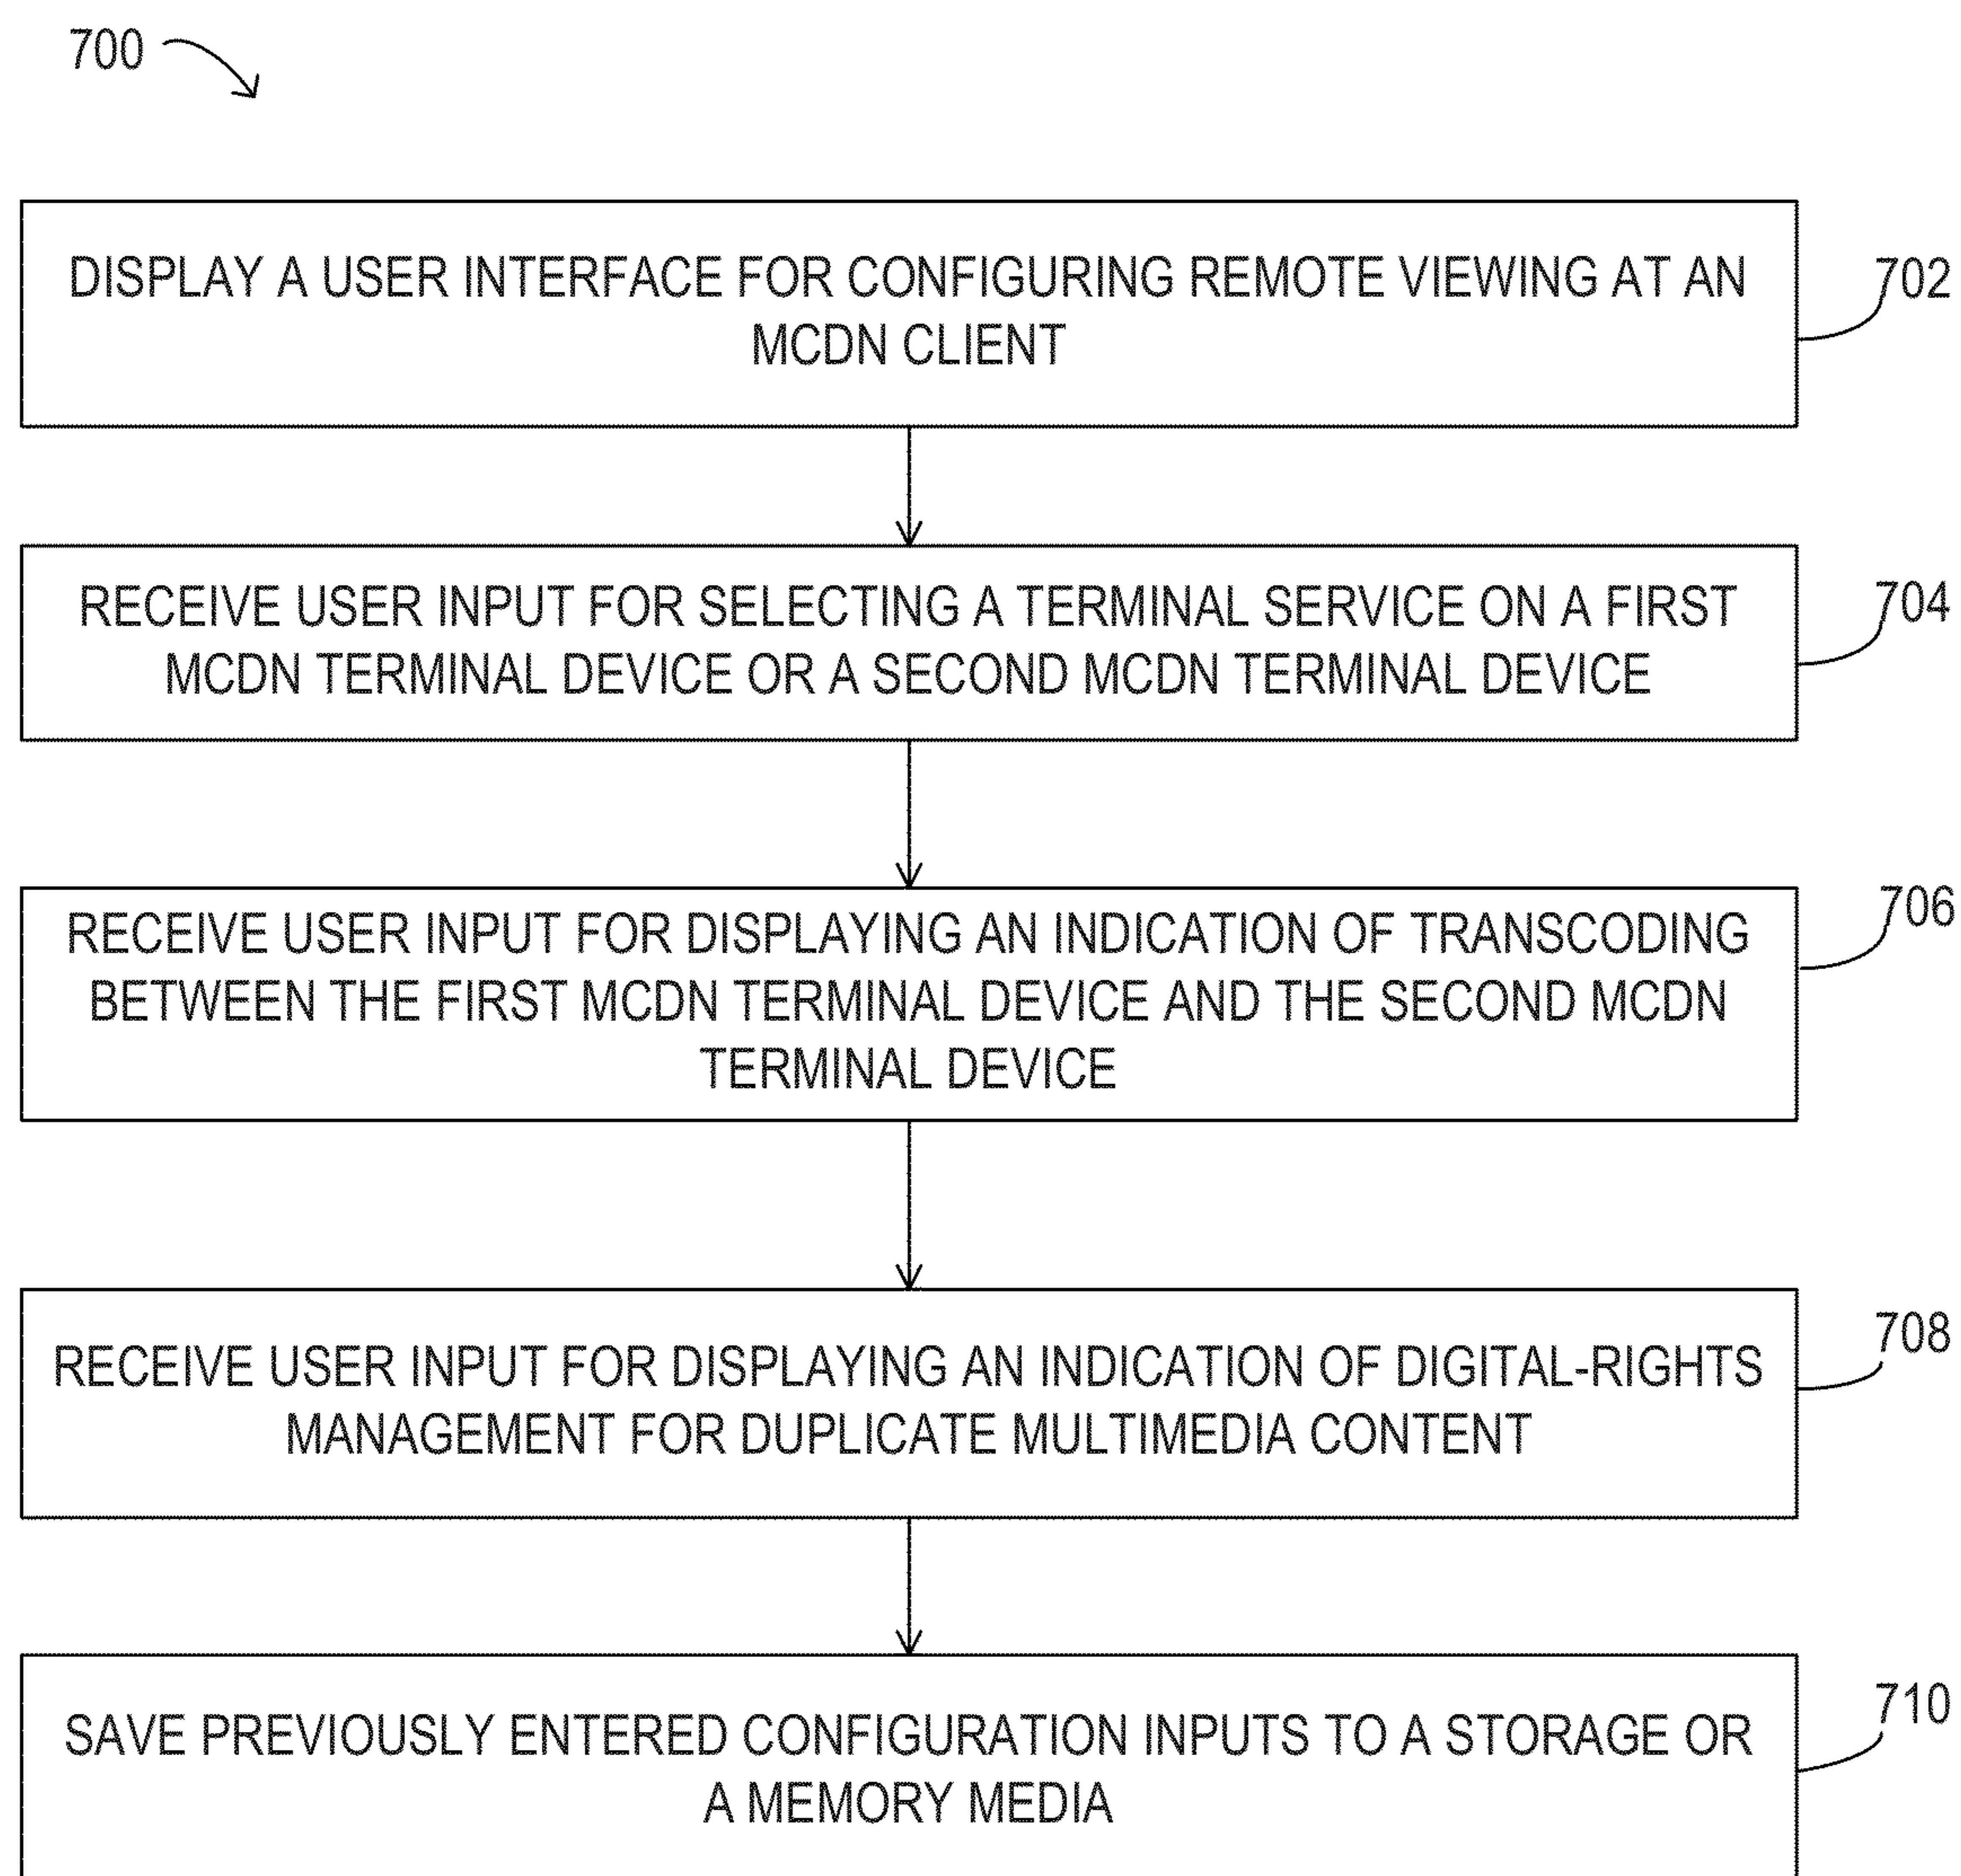 700
DISPLAY A USER INTERFACE FOR CONFIGURING REMOTE VIEWING AT AN
MCDN CLIENT
702
RECEIVE USER INPUT FOR SELECTING A TERMINAL SERVICE ON A FIRST
MCDN TERMINAL DEVICE OR A SECOND MCDN TERMINAL DEVICE
704
RECEIVE USER INPUT FOR DISPLAYING AN INDICATION OF TRANSCODING
BETWEEN THE FIRST MCDN TERMINAL DEVICE AND THE SECOND MCDN
TERMINAL DEVICE
706
RECEIVE USER INPUT FOR DISPLAYING AN INDICATION OF DIGITAL-RIGHTS
MANAGEMENT FOR DUPLICATE MULTIMEDIA CONTENT
708
SAVE PREVIOUSLY ENTERED CONFIGURATION INPUTS TO A STORAGE OR
A MEMORY MEDIA
710